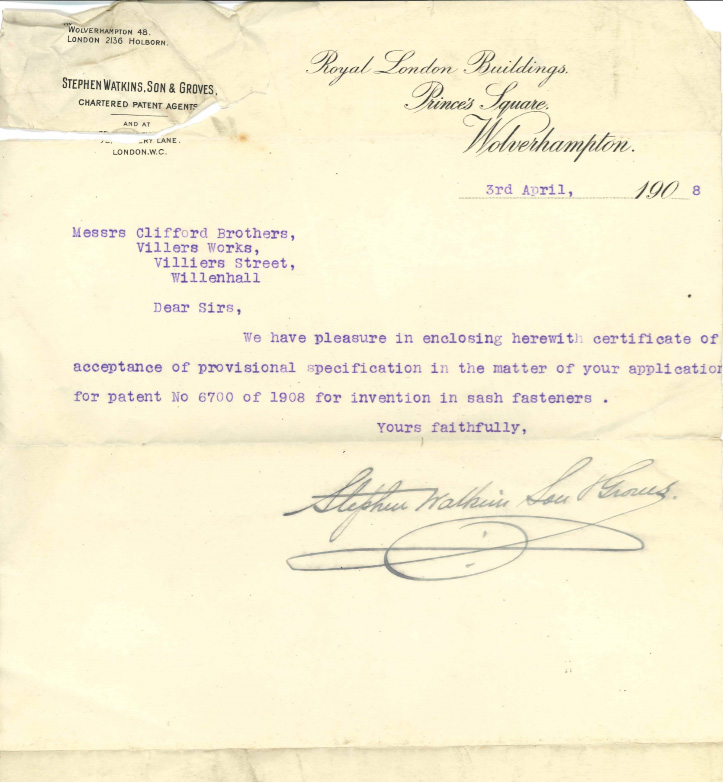 Wolverhampton 48.
London 2136 Holborn.
Stephen Watkins, Son & Groves,
Chartered Patent Agents
AND AT
LANE.
LONDON. W.C.
Royal London Buildings.
Prince's Square.
Wolverhampton.
3rd April, 1908
Messrs Clifford Brothers,
Villers Works,
Villiers Street,
Willenhall
Dear Sirs,
We have pleasure in enclosing herewith certificate of
acceptance of provisional specification in the matter of your application
for patent No 6700 of 1908 for invention in sash fasteners .
Yours faithfully,
Stephen Watkins Son & Groves.